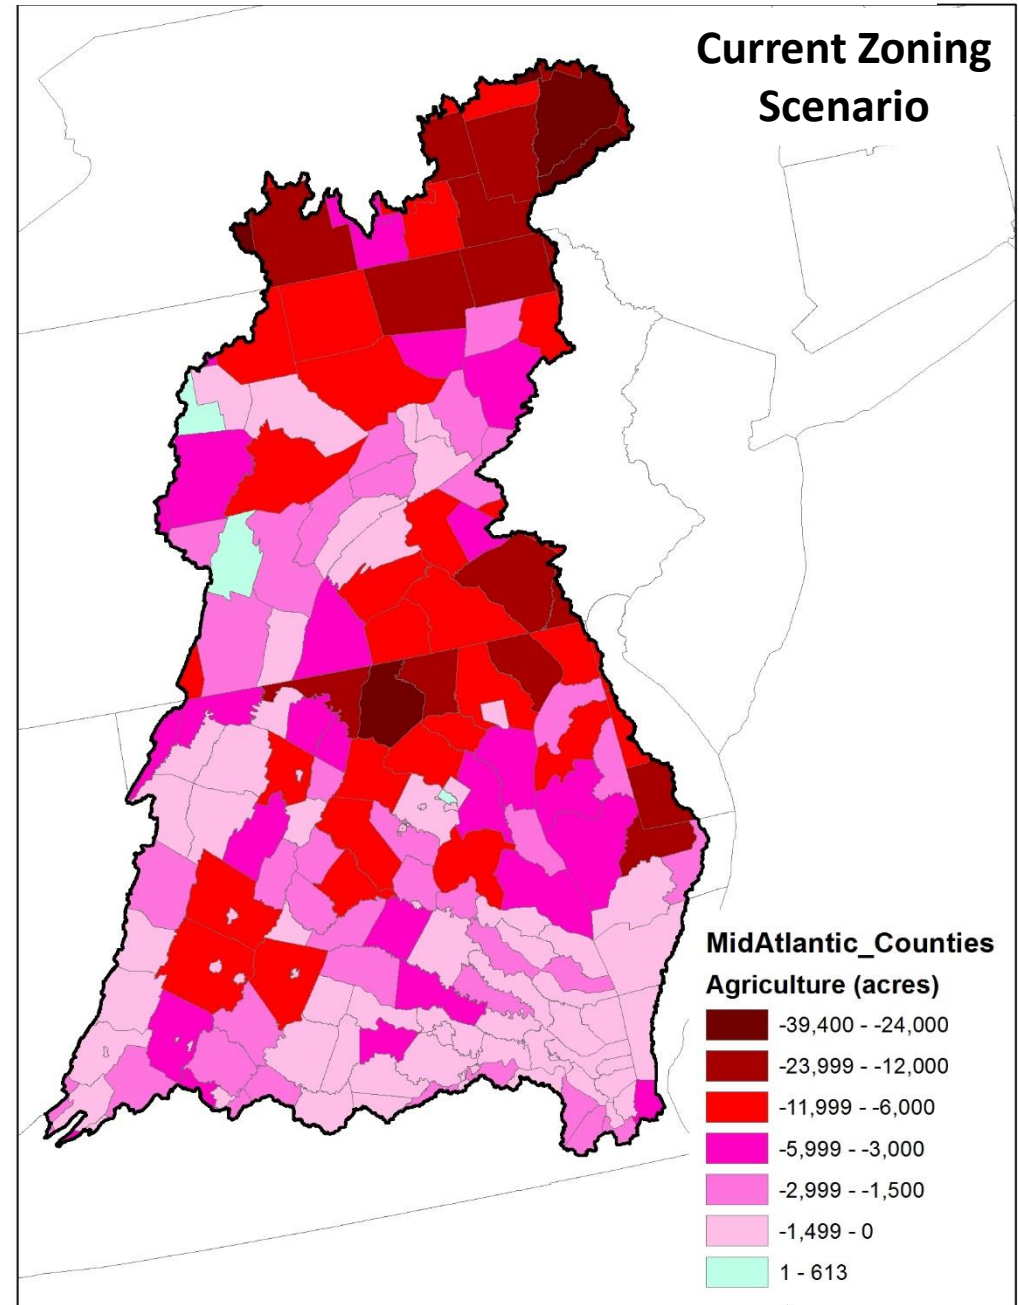 Current Zoning
Scenario
MidAtlantic_Counties
Agriculture (acres)
-39,400 - -24,000
-23,999 - -12,000
-11,999 - -6,000
-5,999 - -3,000
-2,999 - -1,500
-1,499 - 0
1 - 613